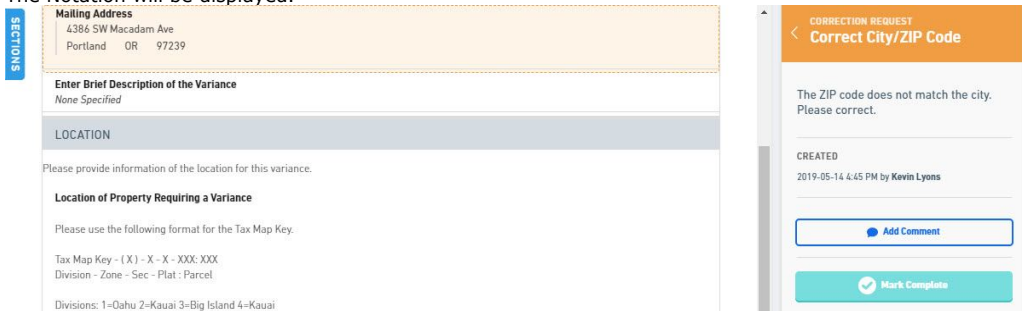 The Notation will be displayed.
SECTIONS
Mailing Address
4386 SW Macadam Ave
Portland OR 97239
Enter Brief Description of the Variance
None Specified
LOCATION
Please provide information of the location for this variance.
Location of Property Requiring a Variance
Please use the following format for the Tax Map Key.
Tax Map Key - ( X ) - X - X - XXX: XXX
Division - Zone - Sec - Plat : Parcel
Divisions: 1=Oahu 2=Kauai 3=Big Island 4=Kauai
CORRECTION REQUEST
Correct City/ZIP Code
The ZIP code does not match the city.
Please correct.
CREATED
2019-05-14 4:45 PM by Kevin Lyons
Add Comment
Mark Complete